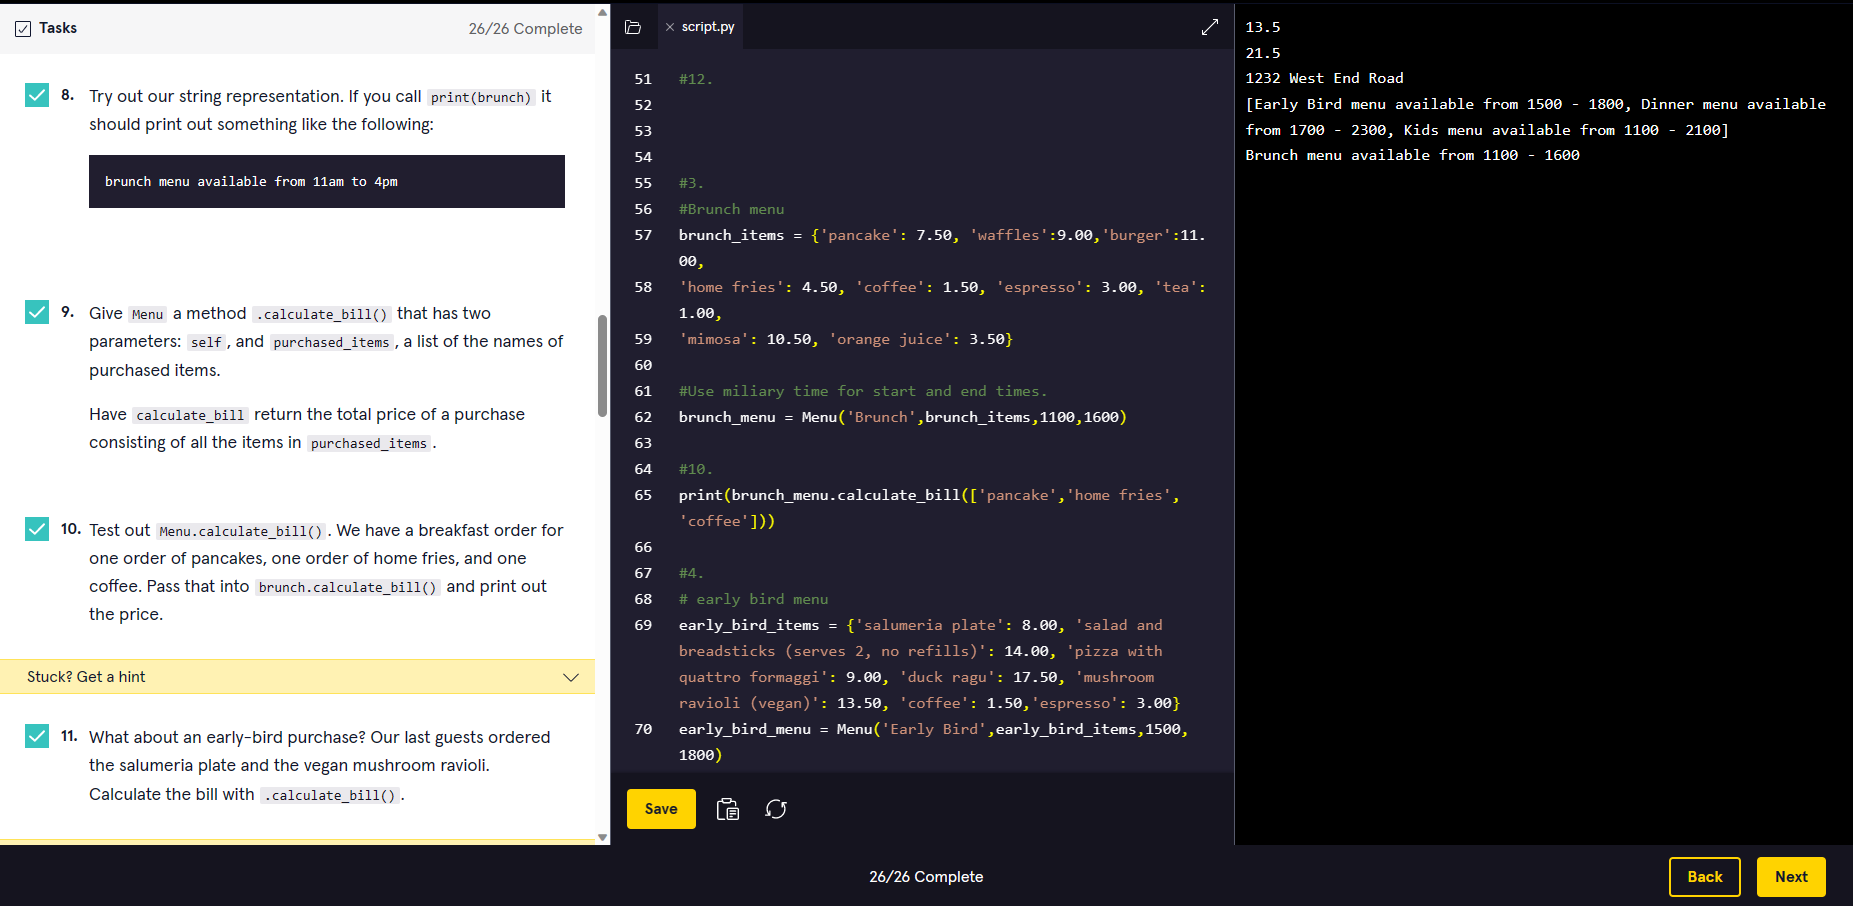 Tasks
26/26 Complete
8. Try out our string representation. If you call print(brunch) it
should print out something like the following:
brunch menu available from 11am to 4pm
9. Give Menu a method .calculate_bill() that has two
parameters: self, and purchased_items, a list of the names of
purchased items.
Have calculate_bill return the total price of a purchase
consisting of all the items in purchased_items.
10. Test out Menu.calculate_bill(). We have a breakfast order for
one order of pancakes, one order of home fries, and one
coffee. Pass that into brunch.calculate_bill() and print out
the price.
Stuck? Get a hint
11. What about an early-bird purchase? Our last guests ordered
the salumeria plate and the vegan mushroom ravioli.
Calculate the bill with .calculate_bill().
script.py
51 #12.
52
53
54
55 #3.
56 #Brunch menu
57 brunch_items = {'pancake': 7.50, 'waffles':9.00,'burger':11.
00,
58 'home fries': 4.50, 'coffee': 1.50, 'espresso': 3.00, 'tea':
1.00,
59 'mimosa': 10.50, 'orange juice': 3.50}
60
61 #Use miliary time for start and end times.
62 brunch_menu = Menu('Brunch',brunch_items,1100,1600)
63
64 #10.
65 print(brunch_menu.calculate_bill(['pancake','home fries',
'coffee']))
66
67 #4.
68 # early bird menu
69 early_bird_items = {'salumeria plate': 8.00, 'salad and
breadsticks (serves 2, no refills)': 14.00, 'pizza with
quattro formaggi': 9.00, 'duck ragu': 17.50, 'mushroom
ravioli (vegan)': 13.50, 'coffee': 1.50,'espresso': 3.00}
70 early_bird_menu = Menu('Early Bird',early_bird_items,1500,
1800)
Save
13.5
21.5
1232 West End Road
[Early Bird menu available from 1500 - 1800, Dinner menu available
from 1700 - 2300, Kids menu available from 1100 - 2100]
Brunch menu available from 1100 - 1600
26/26 Complete
Back
Next